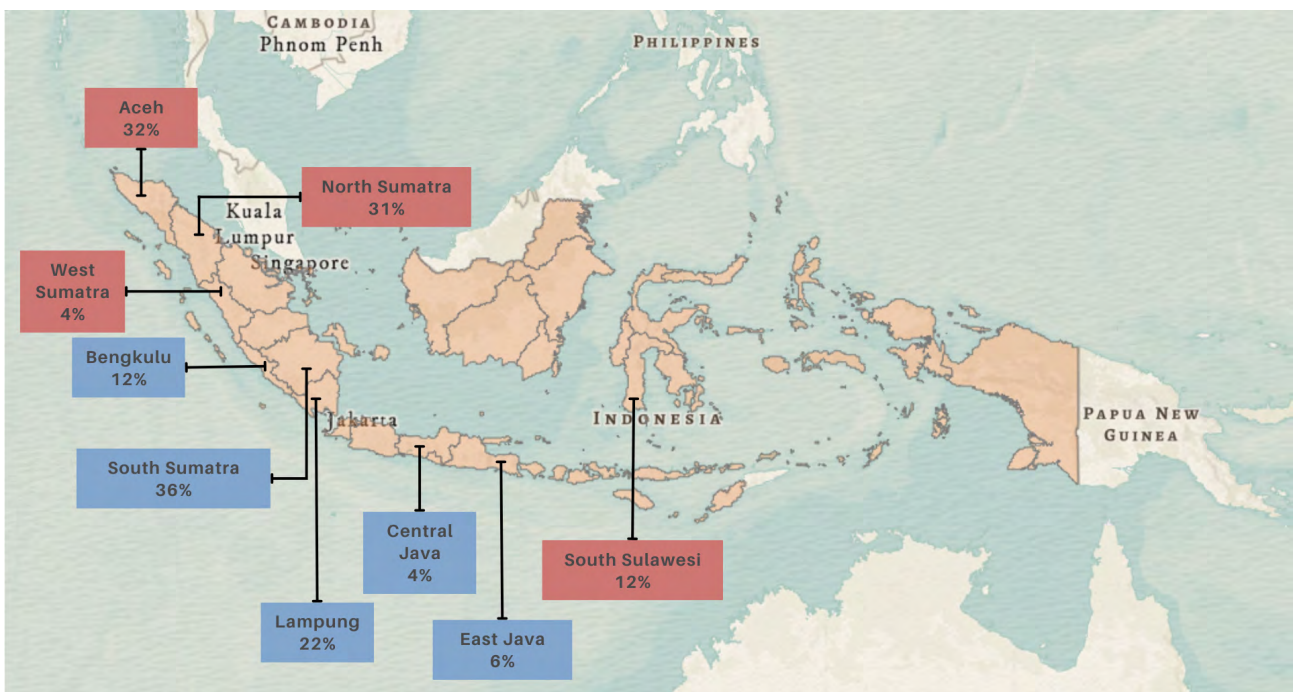 CAMBODIA
Phnom Penh
PHILIPPINES
Aceh
32%
North Sumatra
31%
Kuala
Lumpur
Singapore
West
Sumatra
4%
Bengkulu
12%
Jakarta
INDONESIA
PAPUA NEW
GUINEA
South Sumatra
36%
Central
Java
4%
South Sulawesi
12%
Lampung
22%
East Java
6%